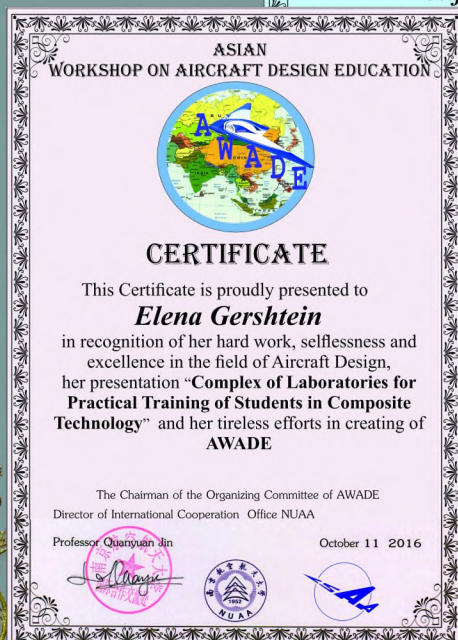 ASIAN
WORKSHOP ON AIRCRAFT DESIGN EDUCATION
AWADE
CERTIFICATE
This Certificate is proudly presented to
Elena Gershtein
in recognition of her hard work, selflessness and
excellence in the field of Aircraft Design,
her presentation “Complex of Laboratories for
Practical Training of Students in Composite
Technology” and her tireless efforts in creating of
AWADE
The Chairman of the Organizing Committee of AWADE
Director of International Cooperation Office NUAA
Professor Quanyuan Jin
October 11 2016
1952
NUAA